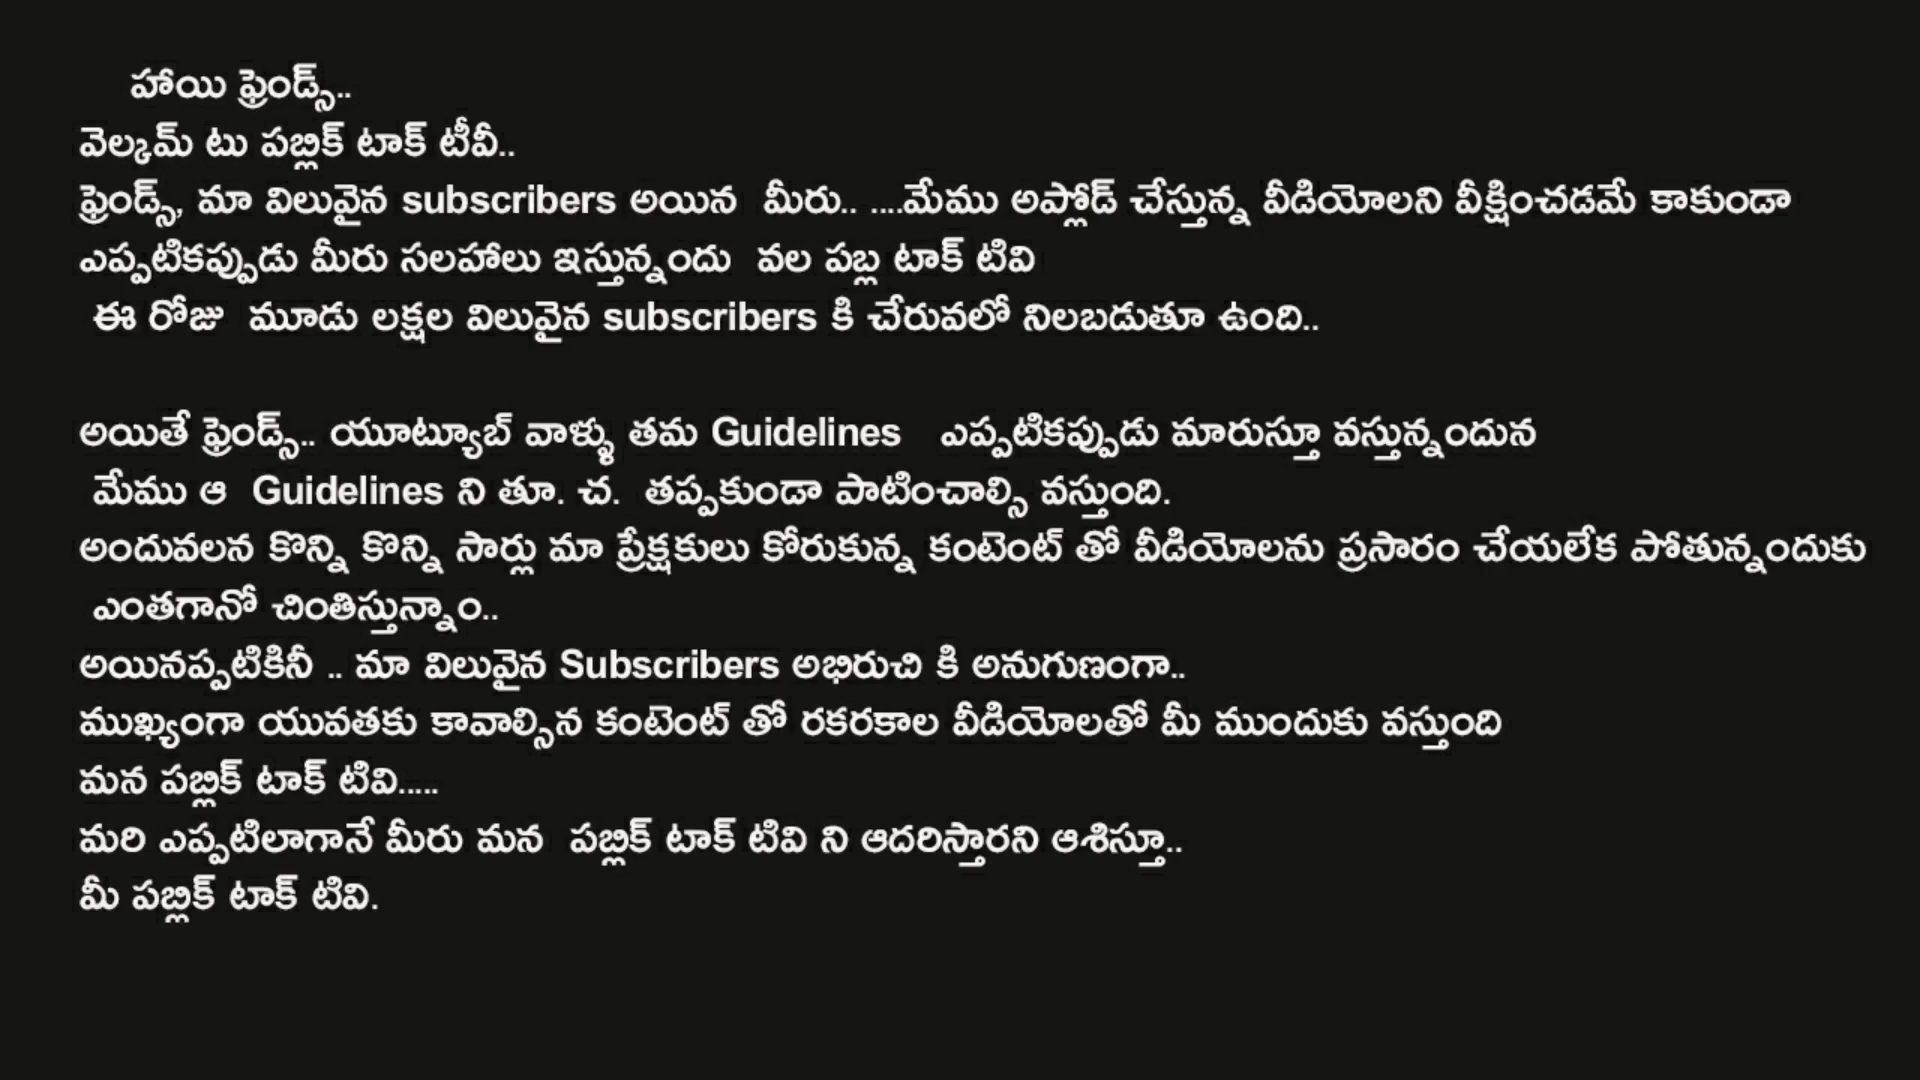 హాయి ఫ్రెండ్స్..
వెల్కమ్ టు పబ్లిక్ టాక్ టీవీ..
ఫ్రెండ్స్, మా విలువైన subscribers అయిన మీరు.. ....మేము అప్లోడ్ చేస్తున్న వీడియోలని వీక్షించడమే కాకుండా
ఎప్పటికప్పుడు మీరు సలహాలు ఇస్తున్నందు వల పబ్ల టాక్ టివి
ఈ రోజు మూడు లక్షల విలువైన subscribers కి చేరువలో నిలబడుతూ ఉంది..
అయితే ఫ్రెండ్స్.. యూట్యూబ్ వాళ్ళు తమ Guidelines ఎప్పటికప్పుడు మారుస్తూ వస్తున్నందున
మేము ఆ Guidelines ని తూ. చ. తప్పకుండా పాటించాల్సి వస్తుంది.
అందువలన కొన్ని కొన్ని సార్లు మా ప్రేక్షకులు కోరుకున్న కంటెంట్ తో వీడియోలను ప్రసారం చేయలేక పోతున్నందుకు
ఎంతగానో చింతిస్తున్నాం..
అయినప్పటికినీ .. మా విలువైన Subscribers అభిరుచి కి అనుగుణంగా..
ముఖ్యంగా యువతకు కావాల్సిన కంటెంట్ తో రకరకాల వీడియోలతో మీ ముందుకు వస్తుంది
మన పబ్లిక్ టాక్ టివి.....
మరి ఎప్పటిలాగానే మీరు మన పబ్లిక్ టాక్ టివి ని ఆదరిస్తారని ఆశిస్తూ..
మీ పబ్లిక్ టాక్ టివి.